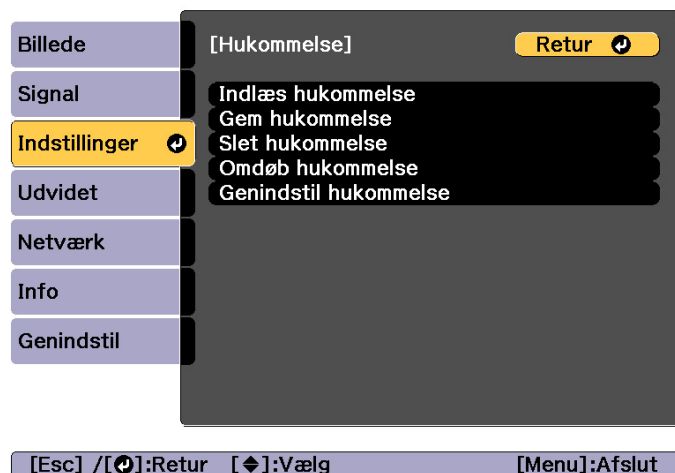 Billede
Signal
Indstillinger
Udvidet
Netværk
Info
Genindstil
[Hukommelse] Retur
Indlæs hukommelse
Gem hukommelse
Slet hukommelse
Omdøb hukommelse
Genindstil hukommelse
[Esc] /[ ]:Retur [ ]:Vælg [Menu]:Afslut